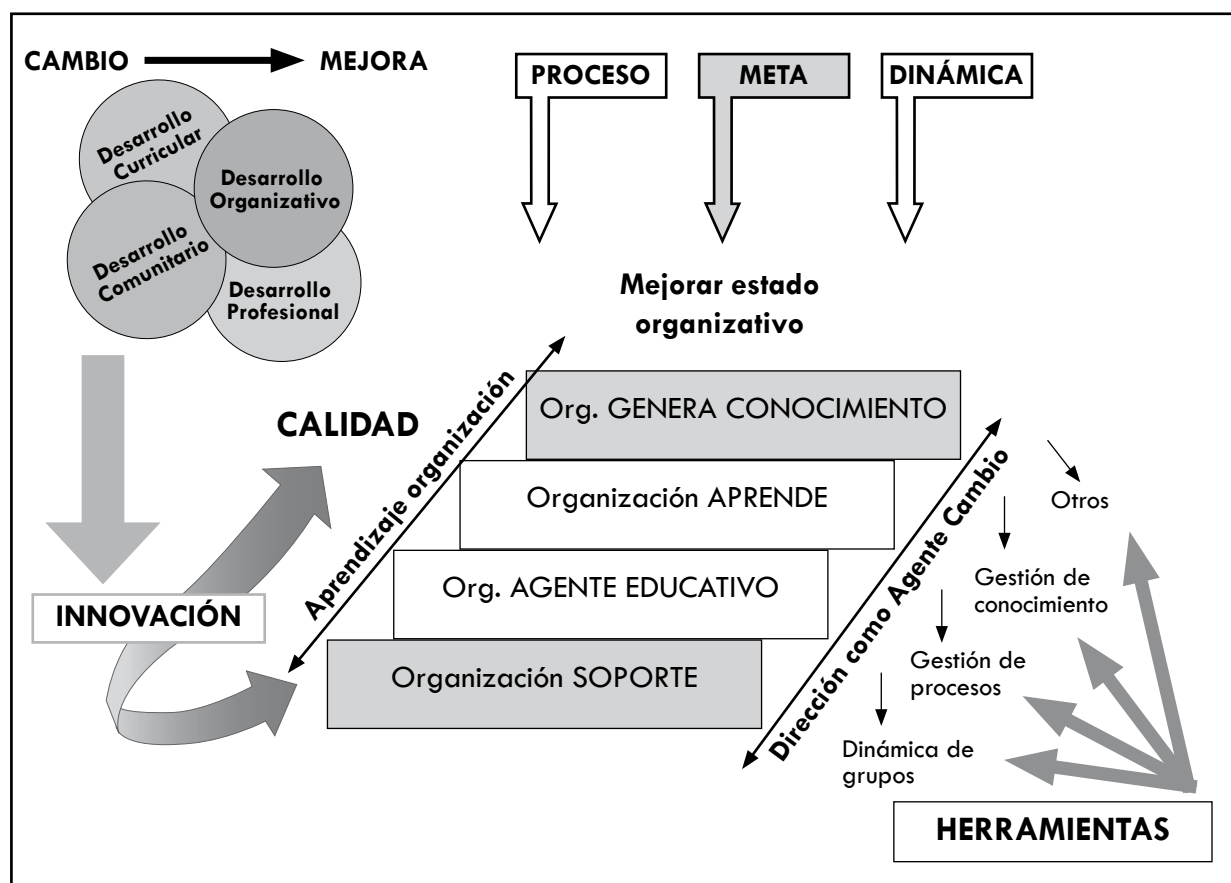 CAMBIO
MEJORA
PROCESO
META
DINÁMICA
Desarrollo
Curricular
Desarrollo
Organizativo
Desarrollo
Comunitario
Desarrollo
Profesional
Mejorar estado
organizativo
CALIDAD
Aprendizaje organización
Org. GENERA CONOCIMIENTO
Organización APRENDE
Org. AGENTE EDUCATIVO
Organización SOPORTE
INNOVACIÓN
Dirección como Agente Cambio
Otros
Gestión de
conocimiento
Gestión de
procesos
Dinámica de
grupos
HERRAMIENTAS